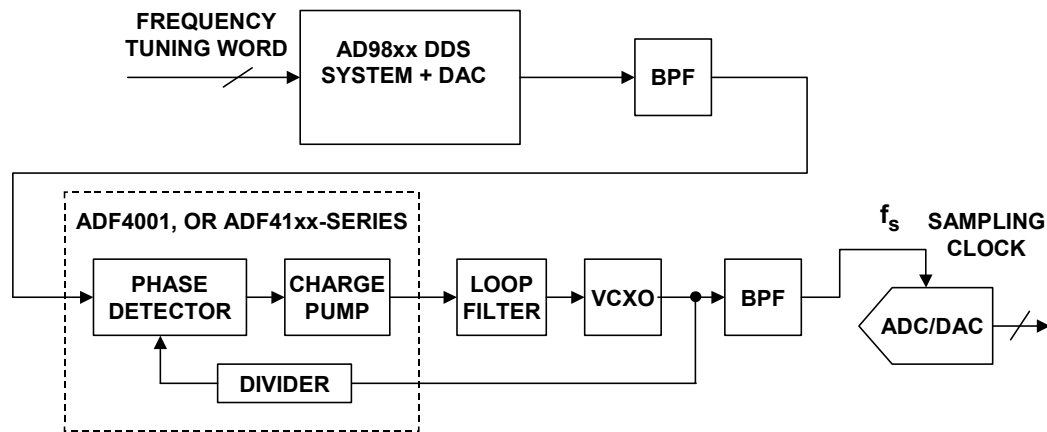 FREQUENCY
TUNING WORD
AD98xx DDS
SYSTEM + DAC
BPF
ADF4001, OR ADF41xx-SERIES
PHASE
DETECTOR
CHARGE
PUMP
LOOP
FILTER
VCXO
BPF
fs
SAMPLING
CLOCK
ADC/DAC
DIVIDER